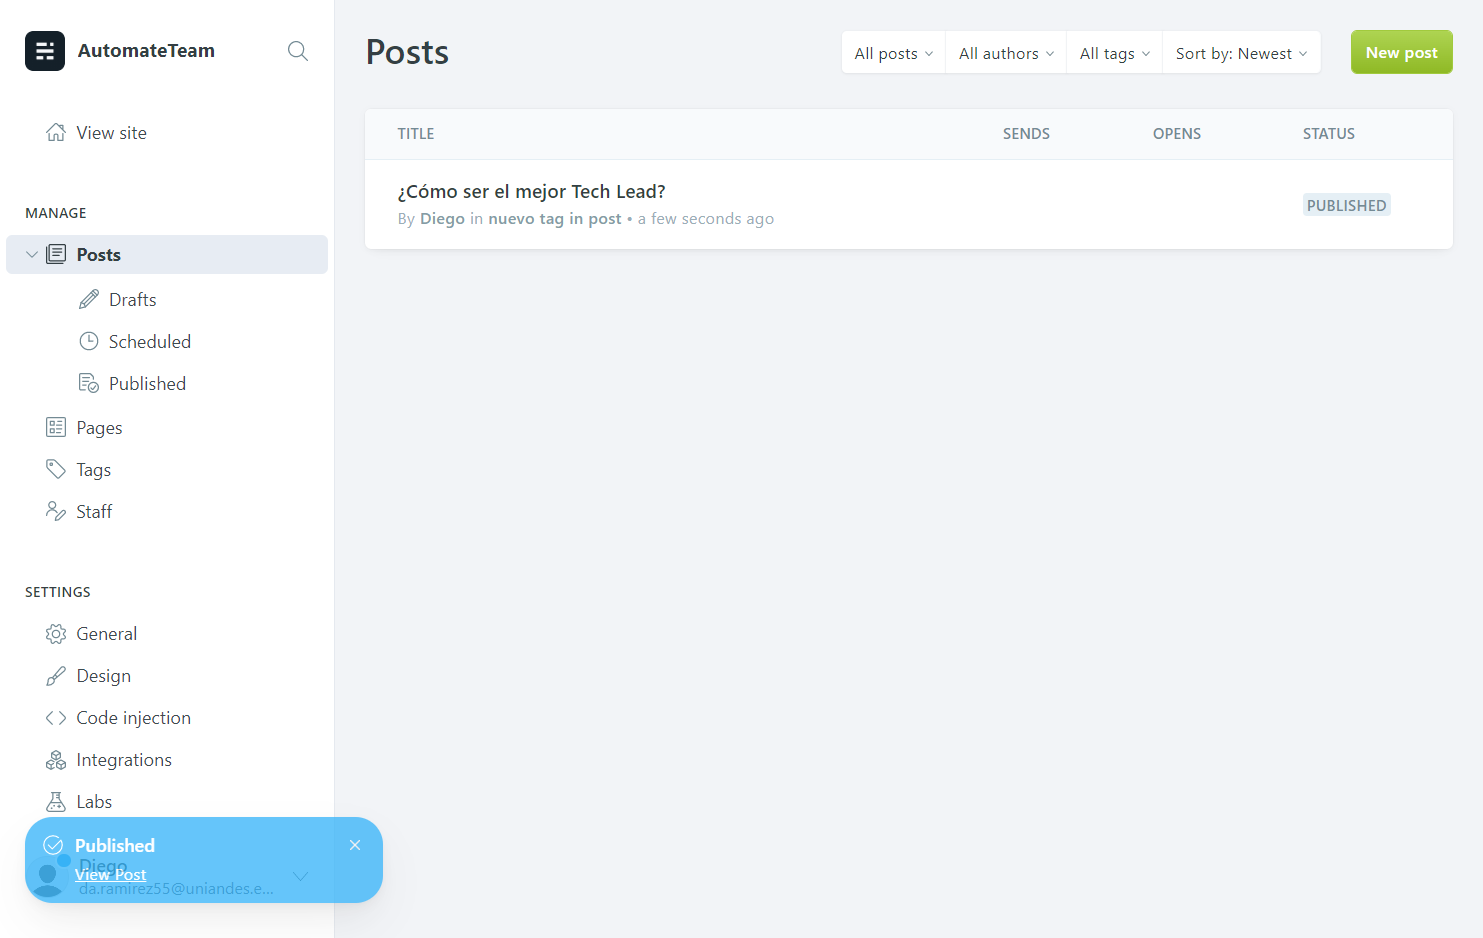 AutomateTeam
View site
MANAGE
Posts
Drafts
Scheduled
Published
Pages
Tags
Staff
SETTINGS
General
Design
Code injection
Integrations
Labs
Published
Diego
View Post
da.ramirez55@uniandes.e...
Posts
All posts
All authors
All tags
Sort by: Newest
New post
TITLE SENDS OPENS STATUS
¿Cómo ser el mejor Tech Lead?
By Diego in nuevo tag in post • a few seconds ago
PUBLISHED